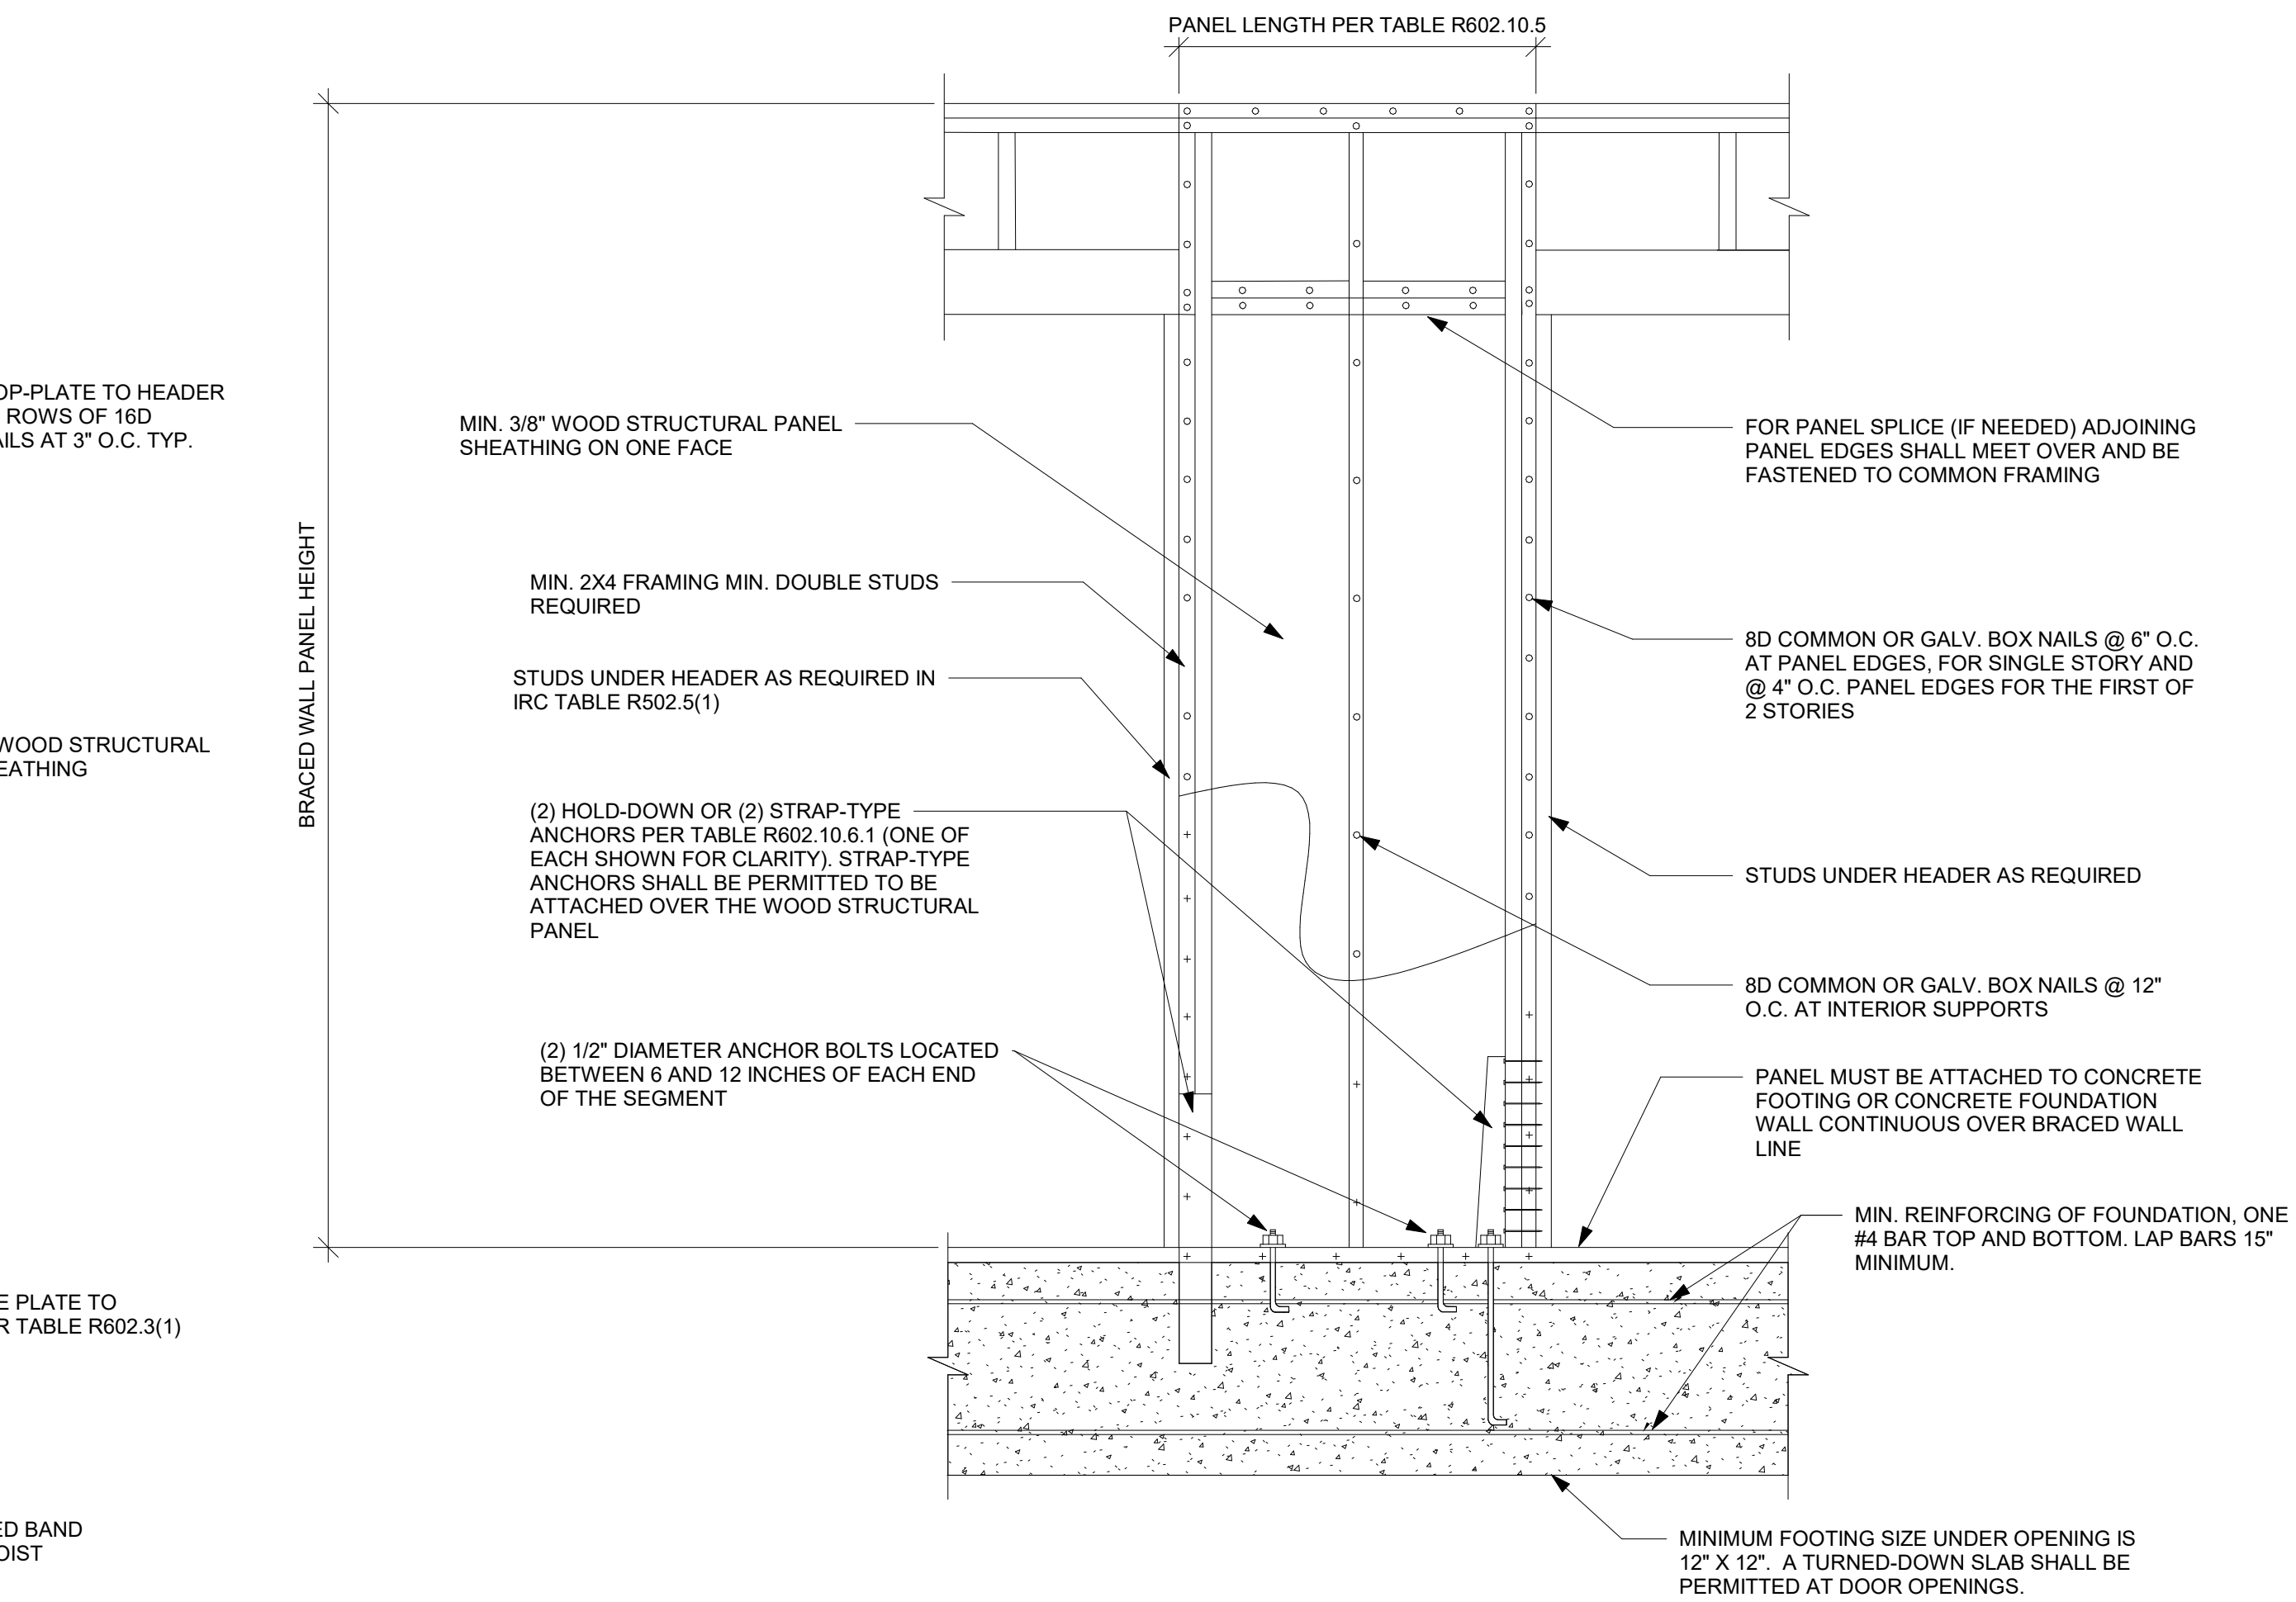 PANEL LENGTH PER TABLE R602.10.5
TO HEADER
ROWS OF 16D
AT 3" O.C. TYP.
WOOD STRUCTURAL
PLATE TO
TABLE R602.3(1)
BAND
BRACED WALL PANEL HEIGHT
MIN. 3/8" WOOD STRUCTURAL PANEL
SHEATHING ON ONE FACE
MIN. 2X4 FRAMING MIN. DOUBLE STUDS
REQUIRED
STUDS UNDER HEADER AS REQUIRED IN
IRC TABLE R502.5(1)
(2) HOLD-DOWN OR (2) STRAP-TYPE
ANCHORS PER TABLE R602.10.6.1 (ONE OF
EACH SHOWN FOR CLARITY). STRAP-TYPE
ANCHORS SHALL BE PERMITTED TO BE
ATTACHED OVER THE WOOD STRUCTURAL
PANEL
(2) 1/2" DIAMETER ANCHOR BOLTS LOCATED
BETWEEN 6 AND 12 INCHES OF EACH END
OF THE SEGMENT
FOR PANEL SPLICE (IF NEEDED) ADJOINING
PANEL EDGES SHALL MEET OVER AND BE
FASTENED TO COMMON FRAMING
8D COMMON OR GALV. BOX NAILS @ 6" O.C.
AT PANEL EDGES, FOR SINGLE STORY AND
@ 4" O.C. PANEL EDGES FOR THE FIRST OF
2 STORIES
STUDS UNDER HEADER AS REQUIRED
8D COMMON OR GALV. BOX NAILS @ 12"
O.C. AT INTERIOR SUPPORTS
PANEL MUST BE ATTACHED TO CONCRETE
FOOTING OR CONCRETE FOUNDATION
WALL CONTINUOUS OVER BRACED WALL
LINE
MIN. REINFORCING OF FOUNDATION, ONE
#4 BAR TOP AND BOTTOM. LAP BARS 15"
MINIMUM.
MINIMUM FOOTING SIZE UNDER OPENING IS
12" X 12". A TURNED-DOWN SLAB SHALL BE
PERMITTED AT DOOR OPENINGS.